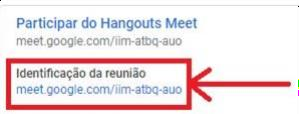 Participar do Hangouts Meet
meet.google.com/iim-atbq-auo
Identificação da reunião
meet.google.com/iim-atbq-auo